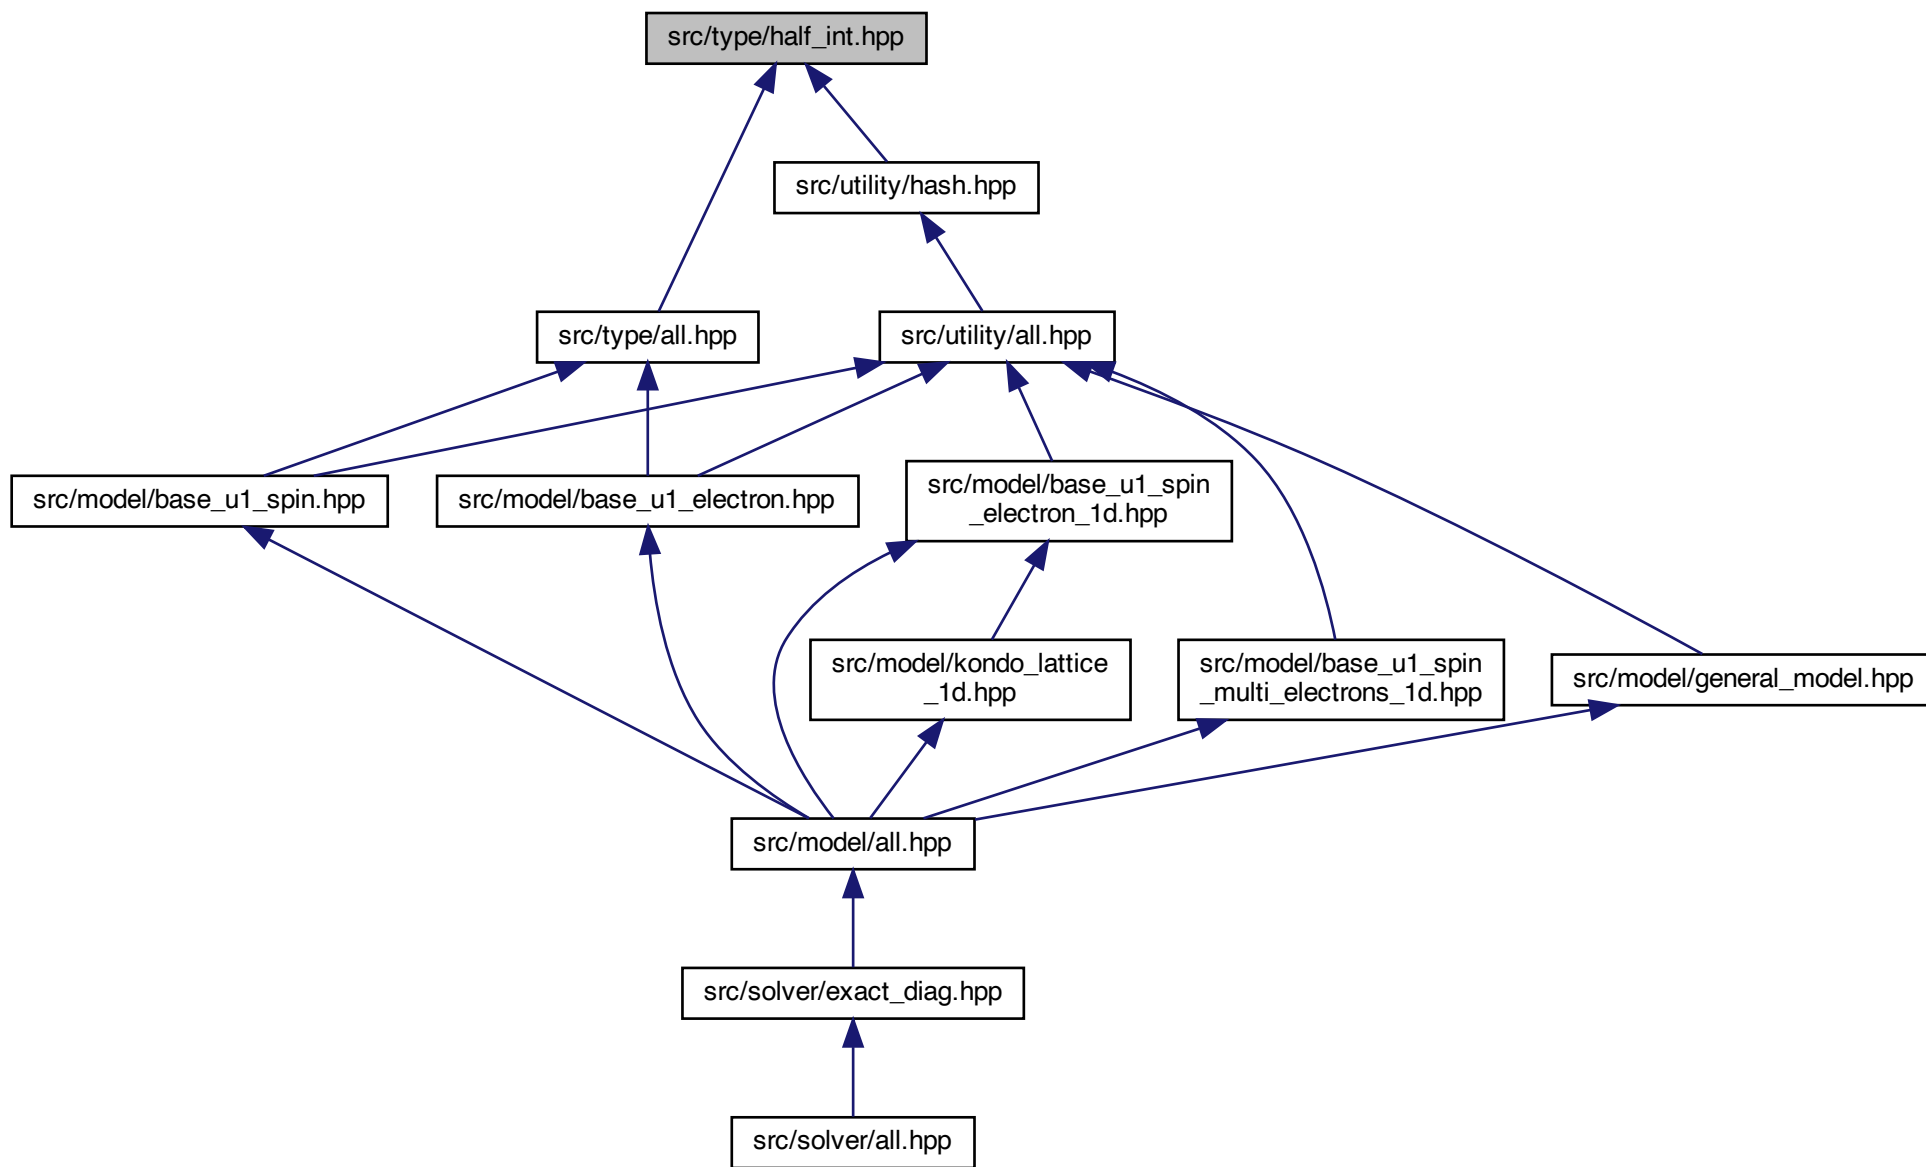 src/type/half_int.hpp
src/utility/hash.hpp
src/type/all.hpp
src/utility/all.hpp
src/model/base_u1_spin.hpp
src/model/base_u1_electron.hpp
src/model/base_u1_spin
_electron_1d.hpp
src/model/kondo_lattice
_1d.hpp
src/model/base_u1_spin
_multi_electrons_1d.hpp
src/model/general_model.hpp
src/model/all.hpp
src/solver/exact_diag.hpp
src/solver/all.hpp